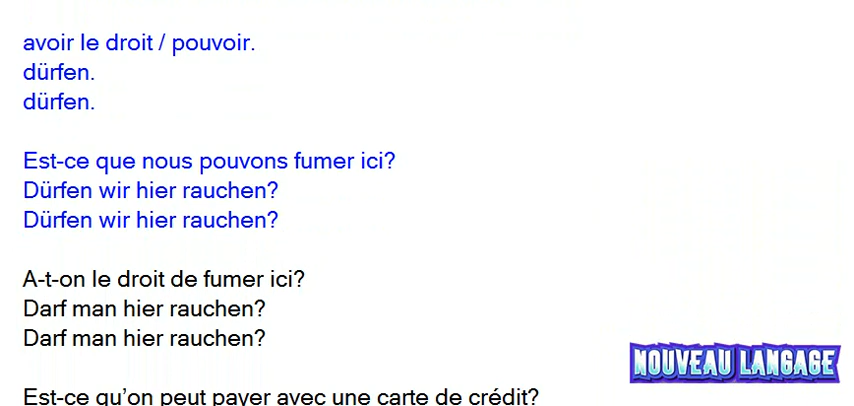 avoir le droit / pouvoir.
dürfen.
dürfen.
Est-ce que nous pouvons fumer ici?
Dürfen wir hier rauchen?
Dürfen wir hier rauchen?
A-t-on le droit de fumer ici?
Darf man hier rauchen?
Darf man hier rauchen?
Est-ce qu'on peut payer avec une carte de crédit?
NOUVEAU LANGAGE